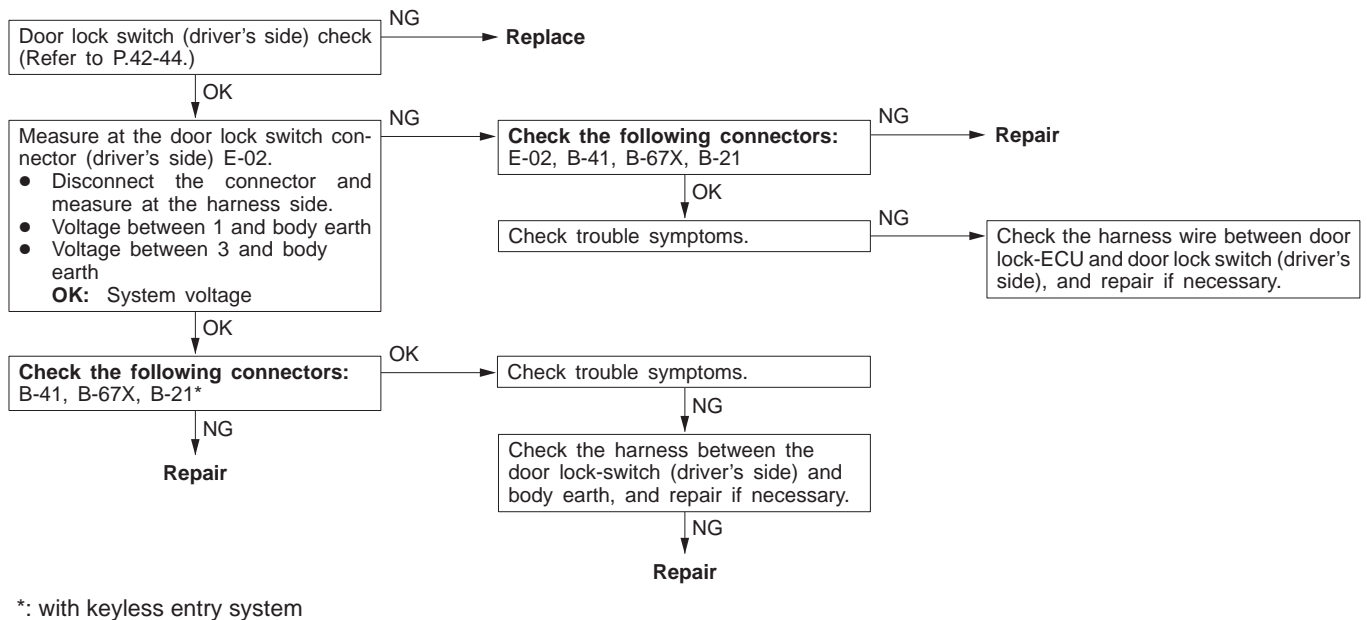 Door lock switch (driver's side) check
(Refer to P.42-44.)
NG
Replace
OK
Measure at the door lock switch con-
nector (driver's side) E-02.
● Disconnect the connector and
measure at the harness side.
● Voltage between 1 and body earth
● Voltage between 3 and body
earth
OK: System voltage
NG
Check the following connectors:
E-02, B-41, B-67X, B-21
NG
Repair
OK
Check trouble symptoms.
NG
Check the harness wire between door
lock-ECU and door lock switch (driver's
side), and repair if necessary.
OK
Check the following connectors:
B-41, B-67X, B-21*
OK
Check trouble symptoms.
NG
Repair
NG
Check the harness between the
door lock-switch (driver's side) and
body earth, and repair if necessary.
NG
Repair
*: with keyless entry system